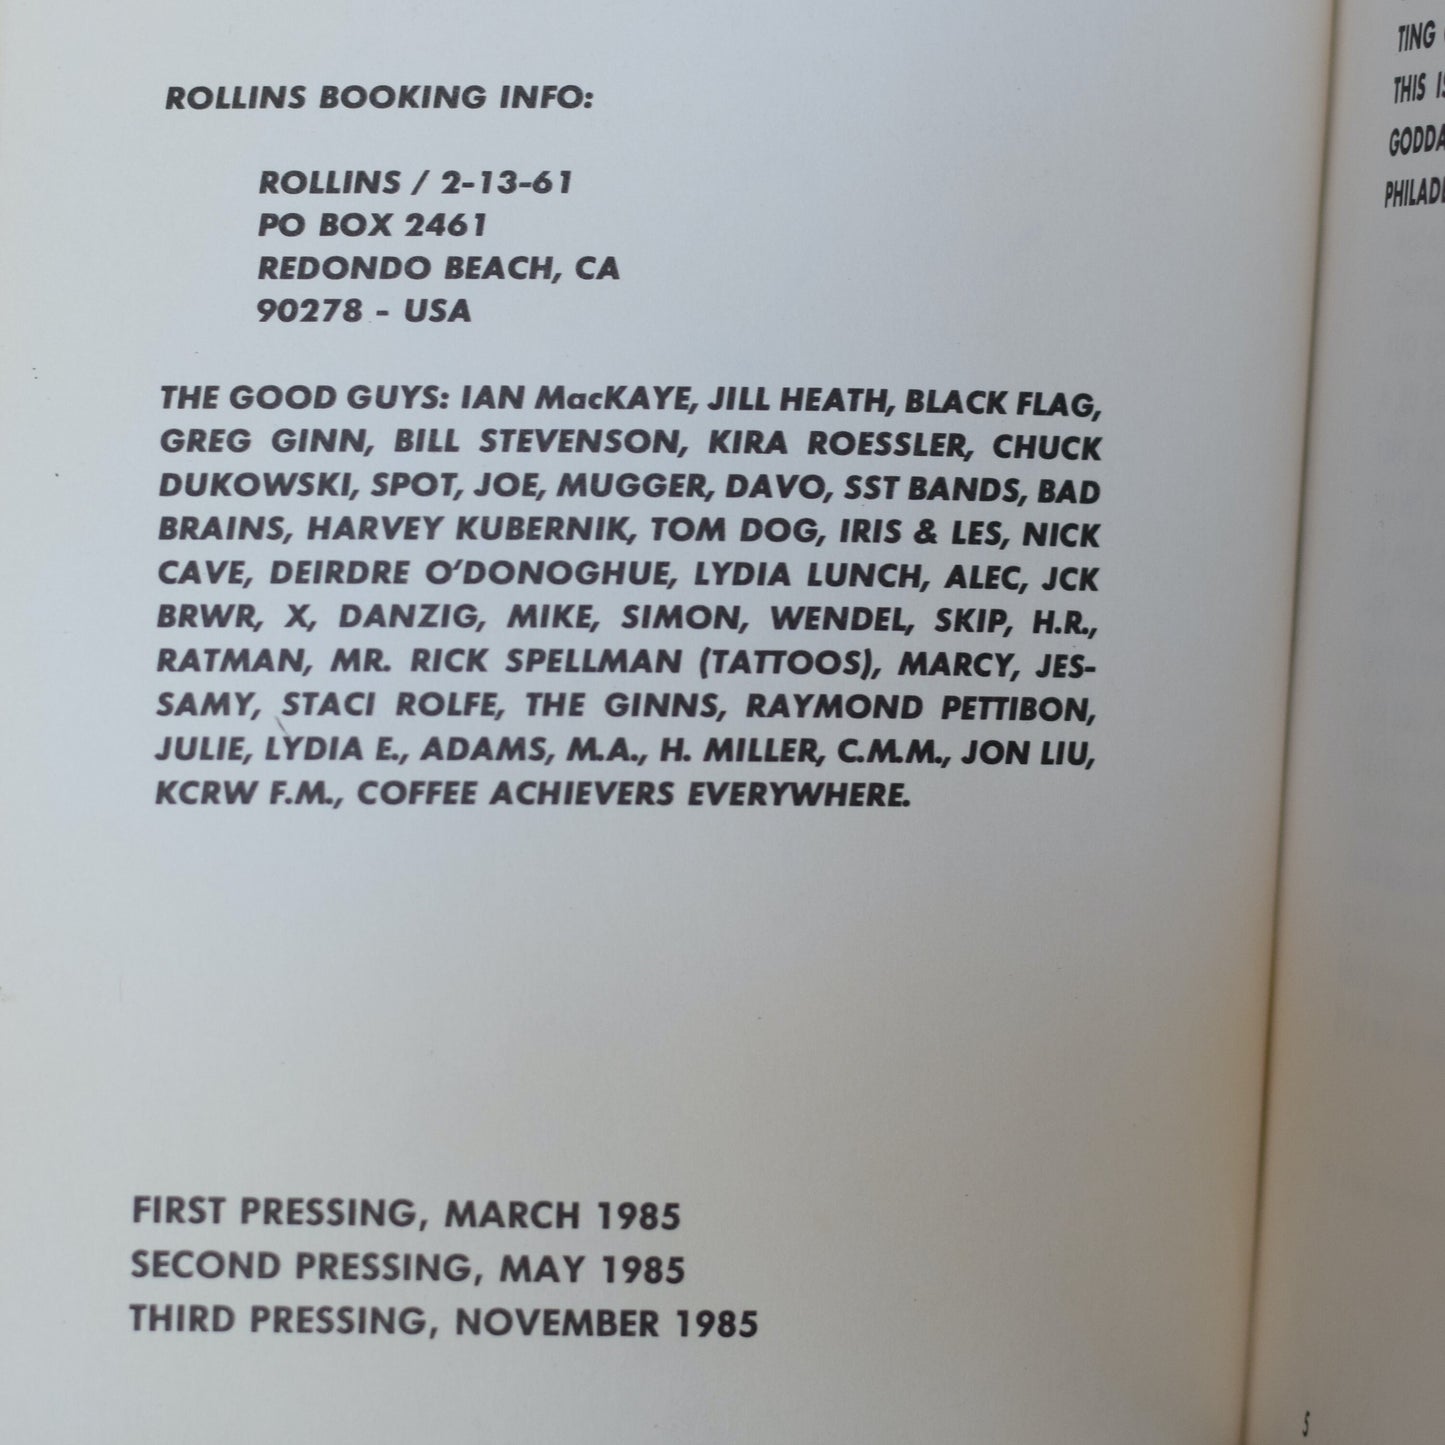 ROLLINS BOOKING INFO:
ROLLINS / 2-13-61
PO BOX 2461
REDONDO BEACH, CA
90278 - USA
THE GOOD GUYS: IAN MacKAYE, JILL HEATH, BLACK FLAG,
GREG GINN, BILL STEVENSON, KIRA ROESSLER, CHUCK
DUKOWSKI, SPOT, JOE, MUGGER, DAVO, SST BANDS, BAD
BRAINS, HARVEY KUBERNIK, TOM DOG, IRIS & LES, NICK
CAVE, DEIRDRE O'DONOGHUE, LYDIA LUNCH, ALEC, JCK
BRWR, X, DANZIG, MIKE, SIMON, WENDEL, SKIP, H.R.,
RATMAN, MR. RICK SPELLMAN (TATTOOS), MARCY, JES-
SAMY, STACI ROLFE, THE GINNS, RAYMOND PETTIBON,
JULIE, LYDIA E., ADAMS, M.A., H. MILLER, C.M.M., JON LIU,
KCRW F.M., COFFEE ACHIEVERS EVERYWHERE.
FIRST PRESSING, MARCH 1985
SECOND PRESSING, MAY 1985
THIRD PRESSING, NOVEMBER 1985
TING
THIS
GODDA
PHILADE
5